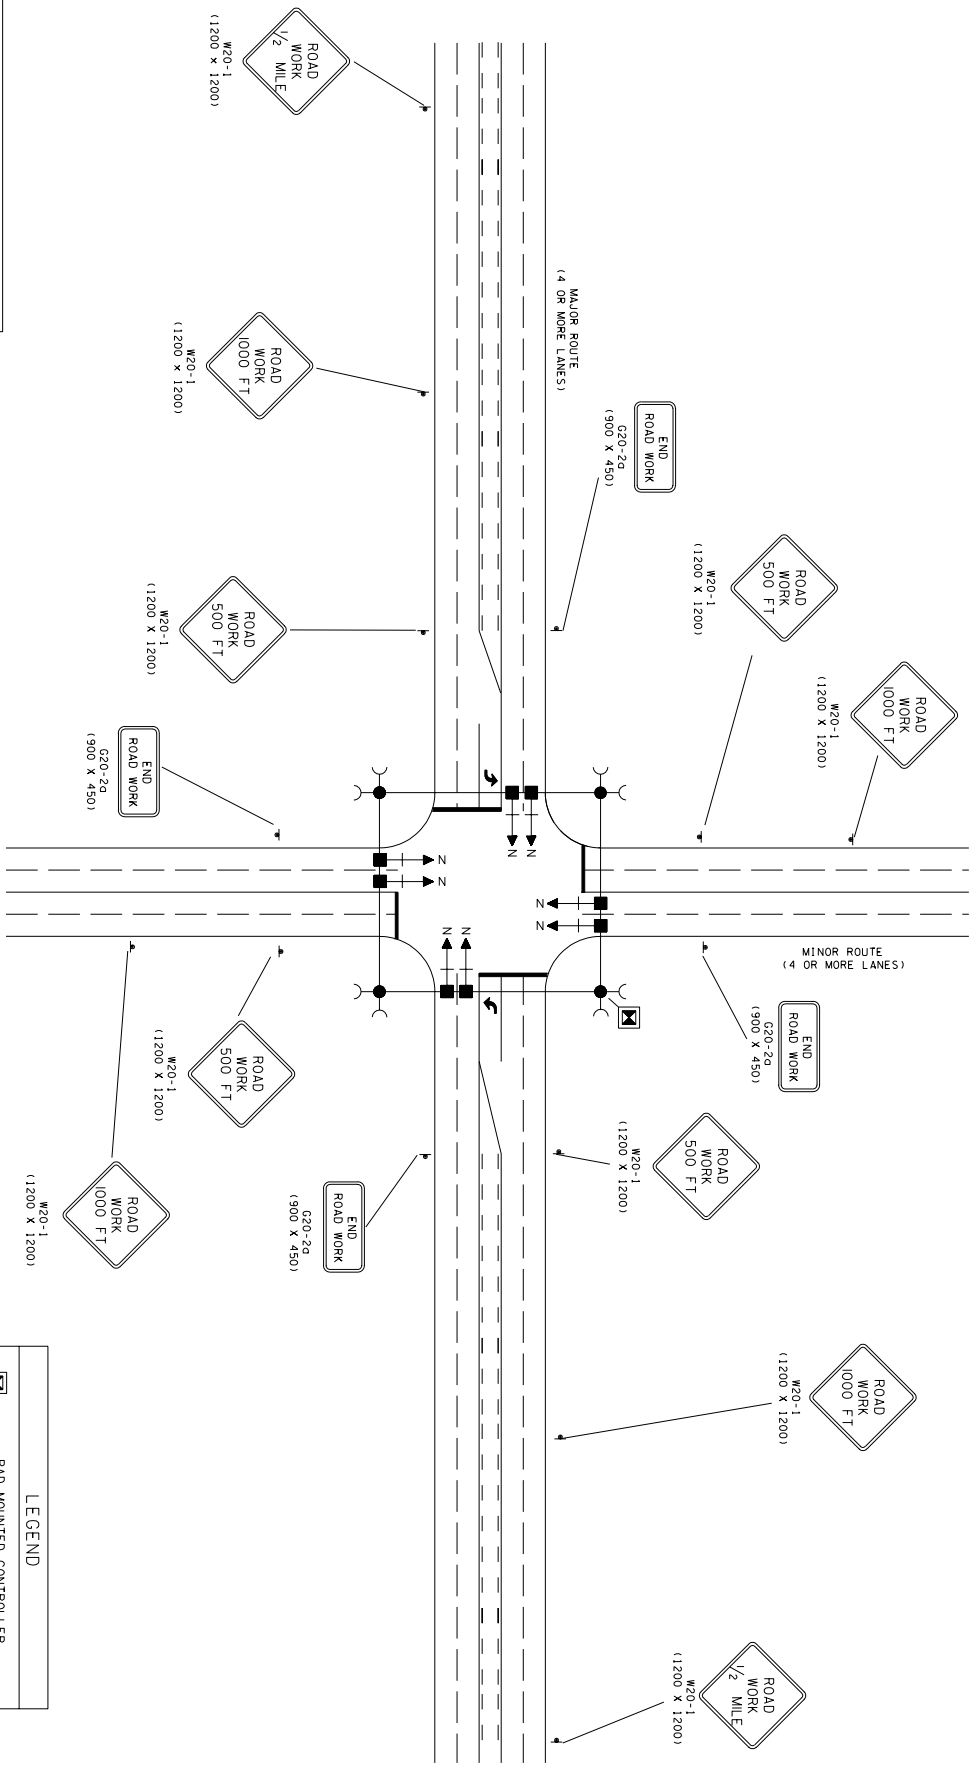 ROAD
WORK
1/2 MILE
W20-1
(1200 × 1200)
ROAD
WORK
1000 FT
W20-1
(1200 × 1200)
MAJOR ROUTE
(4 OR MORE LANES)
END
ROAD WORK
G20-2a
(900 X 450)
ROAD
WORK
500 FT
W20-1
(1200 X 1200)
ROAD
WORK
500 FT
W20-1
(1200 X 1200)
ROAD
WORK
1000 FT
W20-1
(1200 X 1200)
END
ROAD WORK
G20-2a
(900 X 450)
N
N
N
N
N
N
N
N
MINOR ROUTE
(4 OR MORE LANES)
END
ROAD WORK
G20-2a
(900 X 450)
ROAD
WORK
500 FT
W20-1
(1200 X 1200)
ROAD
WORK
500 FT
W20-1
(1200 X 1200)
ROAD
WORK
1000 FT
W20-1
(1200 X 1200)
END
ROAD WORK
G20-2a
(900 X 450)
ROAD
WORK
1000 FT
W20-1
(1200 X 1200)
ROAD
WORK
1/2 MILE
W20-1
(1200 X 1200)
LEGEND
PAD MOUNTED CONTROLLER